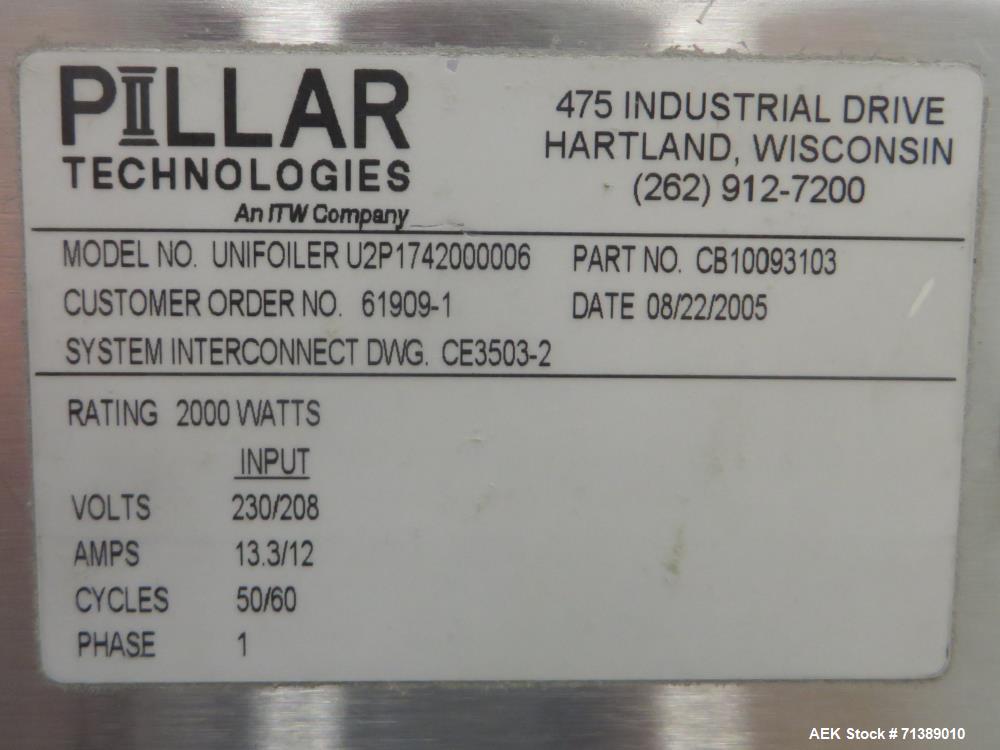 PILLAR
TECHNOLOGIES
An ITW Company
475 INDUSTRIAL DRIVE
HARTLAND, WISCONSIN
(262) 912-7200
MODEL NO. UNIFOILER U2P1742000006 PART NO. CB10093103
CUSTOMER ORDER NO. 61909-1 DATE 08/22/2005
SYSTEM INTERCONNECT DWG. CE3503-2
RATING 2000 WATTS
INPUT
VOLTS 230/208
AMPS 13.3/12
CYCLES 50/60
PHASE 1
AEK Stock # 71389010